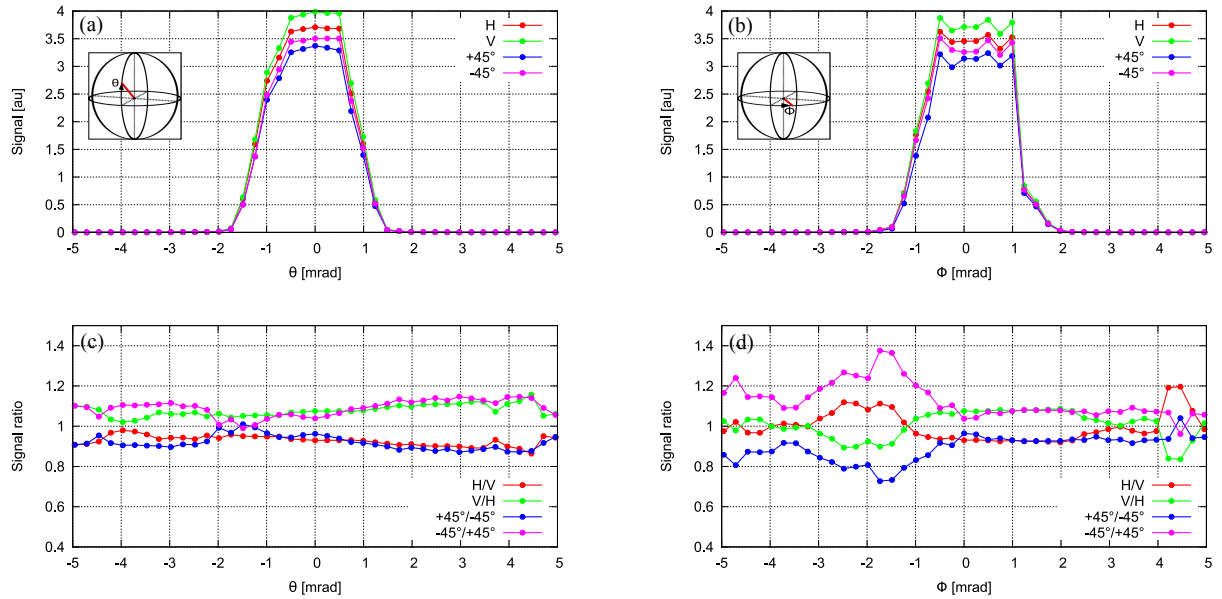 (a)
Signal [au]
4
3.5
3
2.5
2
1.5
1
0.5
0
-5 -4 -3 -2 -1 0 1 2 3 4 5
θ [mrad]
H
V
+45°
-45°
θ
(b)
Signal [au]
4
3.5
3
2.5
2
1.5
1
0.5
0
-5 -4 -3 -2 -1 0 1 2 3 4 5
Φ [mrad]
H
V
+45°
-45°
Φ
(c)
Signal ratio
1.4
1.2
1
0.8
0.6
0.4
-5 -4 -3 -2 -1 0 1 2 3 4 5
θ [mrad]
H/V
V/H
+45°/-45°
-45°/+45°
(d)
Signal ratio
1.4
1.2
1
0.8
0.6
0.4
-5 -4 -3 -2 -1 0 1 2 3 4 5
Φ [mrad]
H/V
V/H
+45°/-45°
-45°/+45°